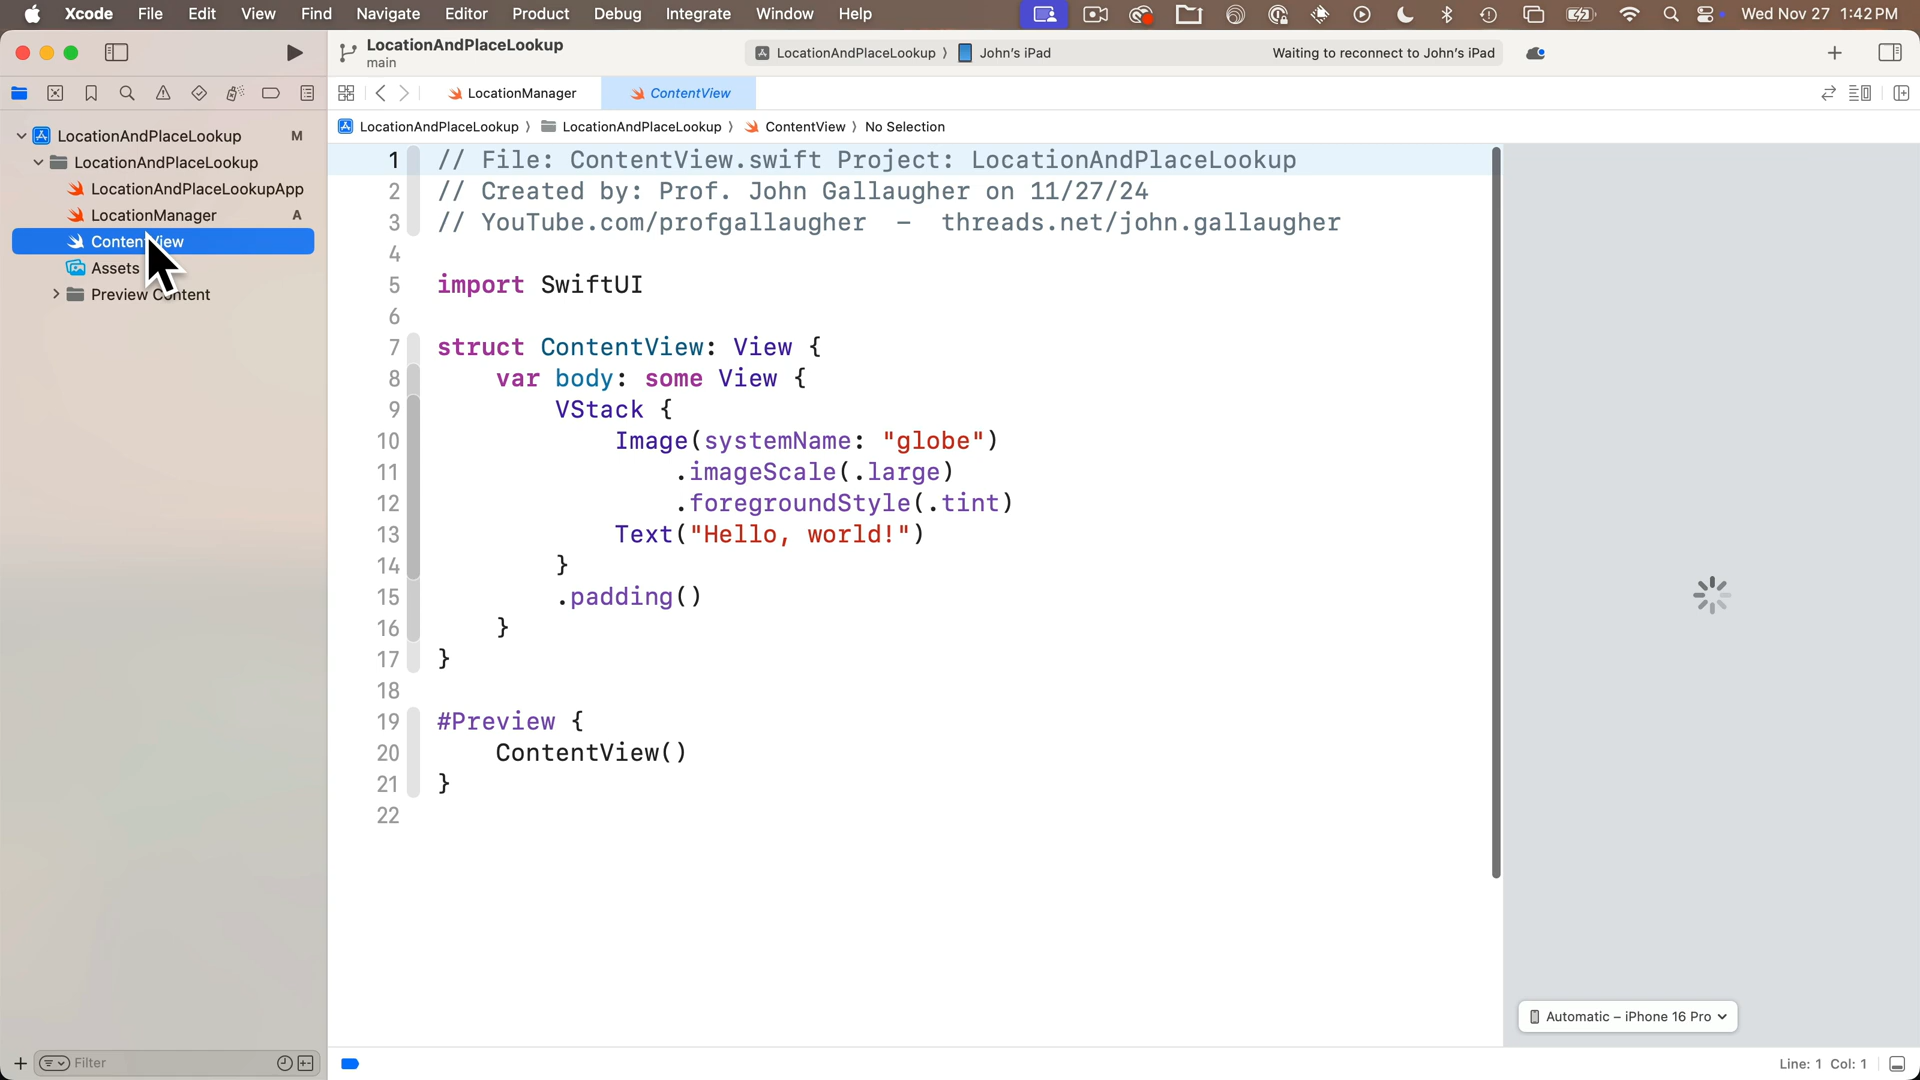 Xcode File Edit View Find Navigate Editor Product Debug Integrate Window Help Wed Nov 27 1:42 PM
LocationAndPlaceLookup
main
LocationAndPlaceLookup ⟩ John's iPad Waiting to reconnect to John's iPad
LocationManager ContentView
LocationAndPlaceLookup ⟩ LocationAndPlaceLookup ⟩ ContentView ⟩ No Selection
LocationAndPlaceLookup M
LocationAndPlaceLookup
LocationAndPlaceLookupApp
LocationManager A
Assets
1 // File: ContentView.swift Project: LocationAndPlaceLookup
2 // Created by: Prof. John Gallaugher on 11/27/24
3 // YouTube.com/profgallaugher – threads.net/john.gallaugher
4
5 import SwiftUI
6
7 struct ContentView: View {
8 var body: some View {
9 VStack {
10 Image(systemName: "globe")
11 .imageScale(.large)
12 .foregroundStyle(.tint)
13 Text("Hello, world!")
14 }
15 .padding()
16 }
17 }
18
19 #Preview {
20 ContentView()
21 }
22
Automatic – iPhone 16 Pro
Filter
Line: 1 Col: 1